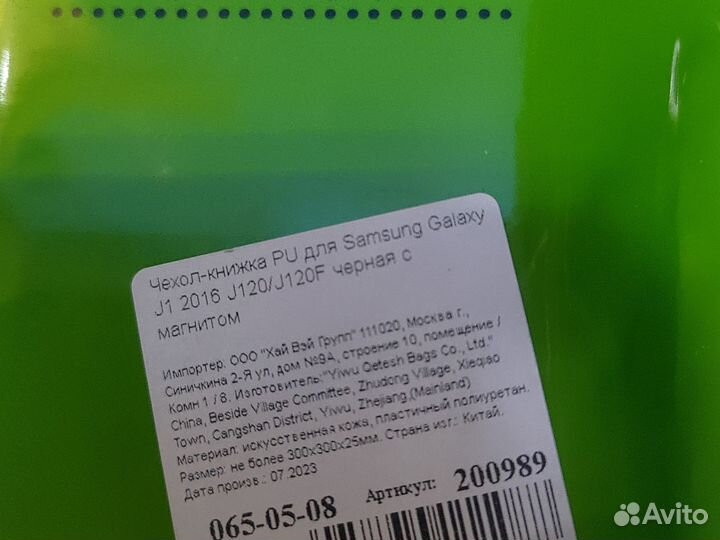 Чехол-книжка PU для Samsung Galaxy
J1 2016 J120/J120F черная с
магнитом
Импортер: ООО "Хай Вэй Групп" 111020, Москва г.,
Синичкина 2-Я ул, дом №9А, строение 10, помещение /
Комн 1 / 8. Изготовитель:"Yiwu Qetesh Bags Co., Ltd."
China, Beside Village Committee, Zhudong Village, Xieqiao
Town, Cangshan District, Yiwu, Zhejiang,(Mainland)
Материал: искусственная кожа, пластичный полиуретан.
Размер: не более 300х300х25мм. Страна изг.: Китай.
Дата произв.: 07.2023
065-05-08 Артикул: 200989
Avito